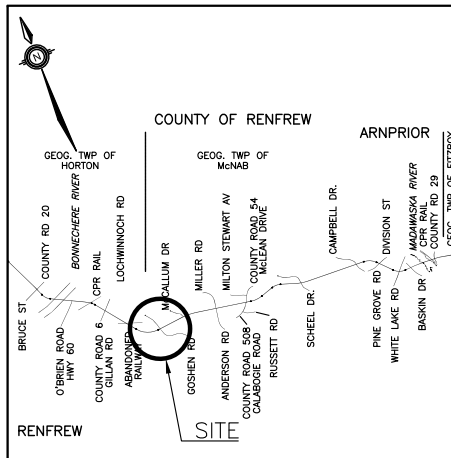 N
COUNTY OF RENFREW
ARNPRIOR
GEOG. TWP OF
HORTON
GEOG. TWP OF
McNAB
BRUCE ST
COUNTY RD 20
BONNECHERE RIVER
O'BRIEN ROAD
HWY 60
CPR RAIL
COUNTY ROAD 6
GILLAN RD
LOCHWINNOCH RD
ABANDONED
RAILWAY
McCALLUM DR
GOSHEN RD
MILLER RD
ANDERSON RD
MILTON STEWART AV
COUNTY ROAD 508
CALABOGIE ROAD
COUNTY ROAD 54
McLEAN DRIVE
RUSSETT RD
SCHEEL DR.
CAMPBELL DR.
PINE GROVE RD
DIVISION ST
WHITE LAKE RD
MADAWASKA RIVER
CPR RAIL
COUNTY RD 29
BASKIN DR
GEOG. TWP OF FITZROY
RENFREW
SITE